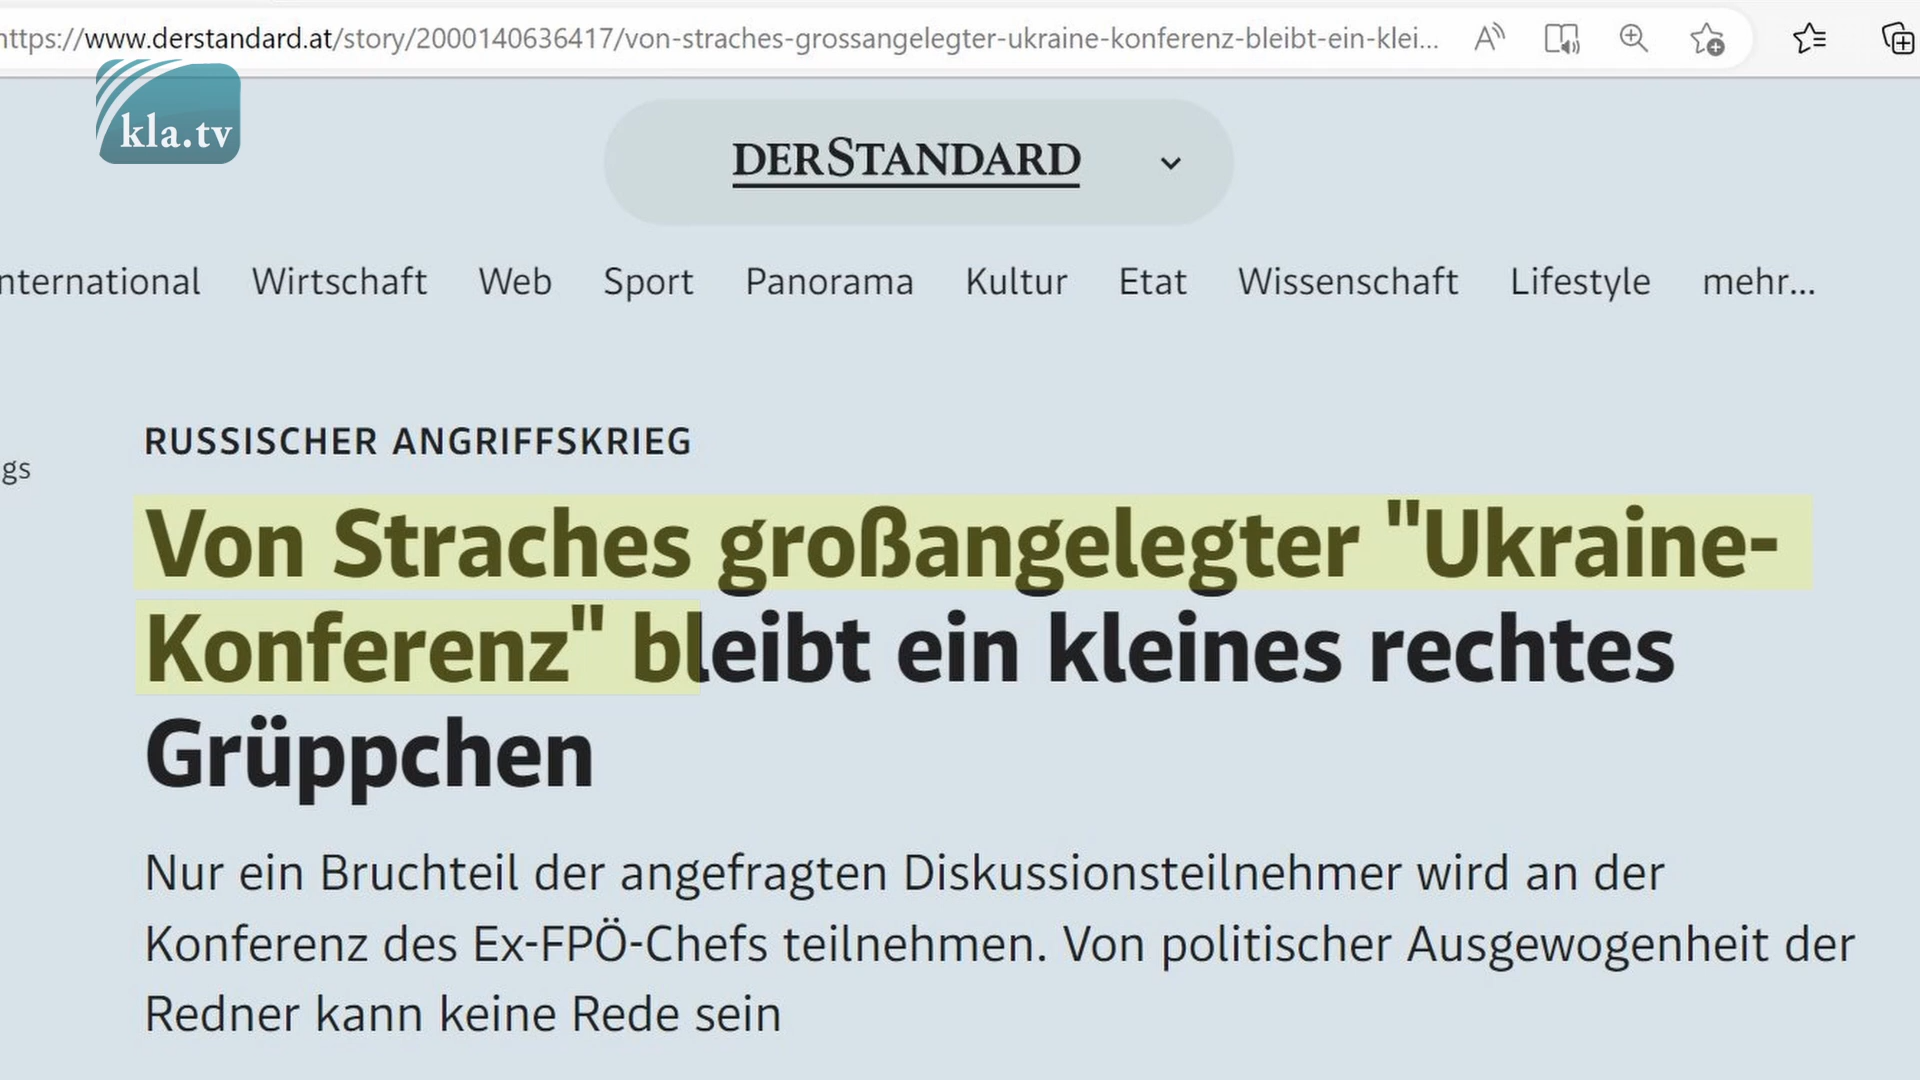 https://www.derstandard.at/story/2000140636417/von-straches-grossangelegter-ukraine-konferenz-bleibt-ein-klei...
kla.tv
DERSTANDARD
nternational Wirtschaft Web Sport Panorama Kultur Etat Wissenschaft Lifestyle mehr...
RUSSISCHER ANGRIFFSKRIEG
gs
Von Straches großangelegter "Ukraine-
Konferenz" bleibt ein kleines rechtes
Grüppchen
Nur ein Bruchteil der angefragten Diskussionsteilnehmer wird an der
Konferenz des Ex-FPÖ-Chefs teilnehmen. Von politischer Ausgewogenheit der
Redner kann keine Rede sein